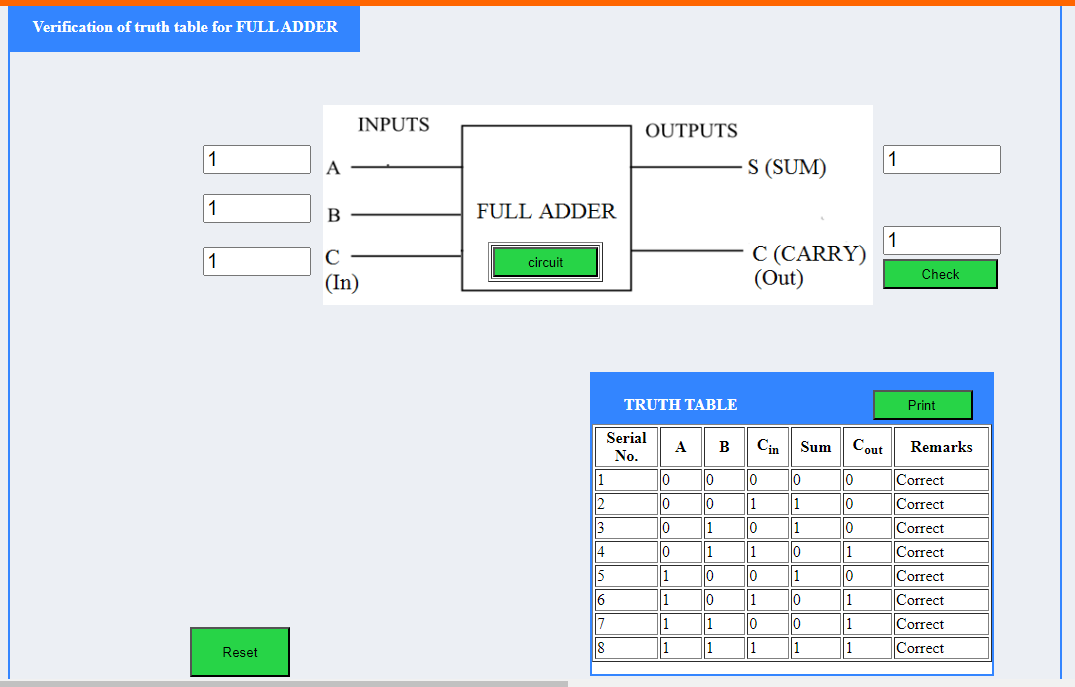 Verification of truth table for FULL ADDER
INPUTS
OUTPUTS
1
A
S (SUM)
1
1
B
FULL ADDER
1
C
(In)
circuit
C (CARRY)
(Out)
1
Check
TRUTH TABLE
Print
Serial No. A B Cin Sum Cout Remarks
1 0 0 0 0 0 Correct
2 0 0 1 1 0 Correct
3 0 1 0 1 0 Correct
4 0 1 1 0 1 Correct
5 1 0 0 1 0 Correct
6 1 0 1 0 1 Correct
7 1 1 0 0 1 Correct
8 1 1 1 1 1 Correct
Reset